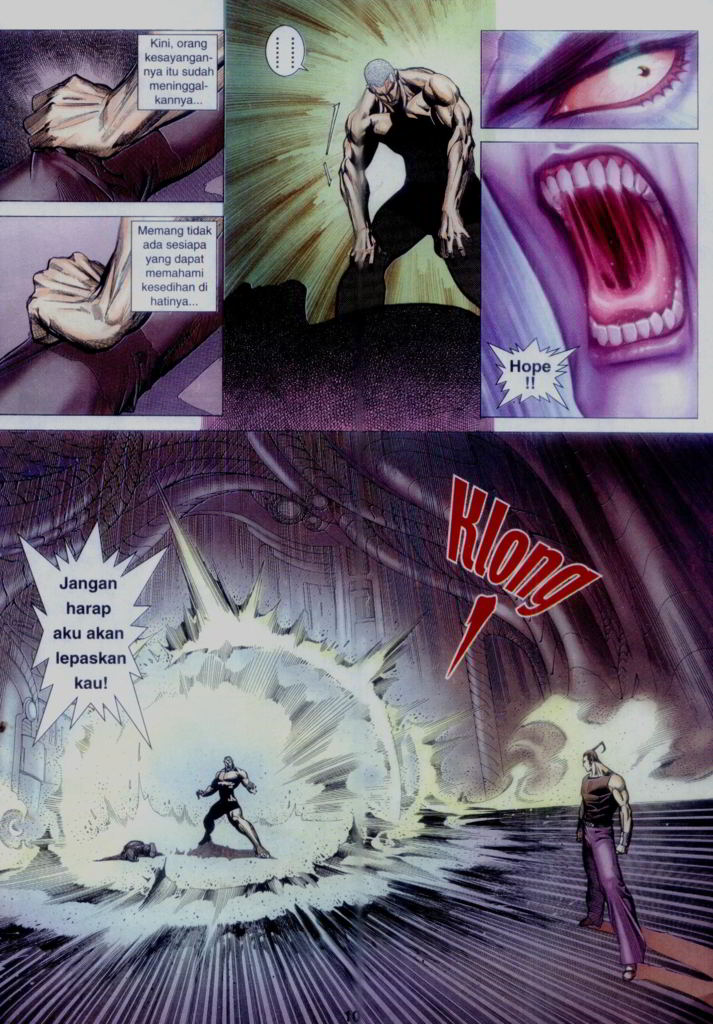 Kini, orang
kesayangan-
nya itu sudah
meninggal-
kannya...
Memang tidak
ada sesiapa
yang dapat
memahami
kesedihan di
hatinya...
Hope
!!
Jangan
harap
aku akan
lepaskan
kau!
Klong
!
10